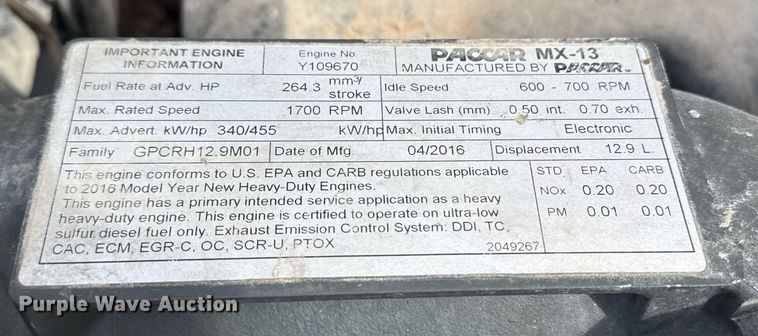 IMPORTANT ENGINE INFORMATION
Engine No
Y109670
PACCAR MX-13
MANUFACTURED BY PACCAR INC
Fuel Rate at Adv. HP 264.3 mm³/stroke
Idle Speed 600 - 700 RPM
Max. Rated Speed 1700 RPM
Valve Lash (mm) 0.50 int. 0.70 exh.
Max. Advert. kW/hp 340/455 kW/hp
Max. Initial Timing Electronic
Family GPCRH12.9M01
Date of Mfg. 04/2016
Displacement 12.9 L.
This engine conforms to U.S. EPA and CARB regulations applicable
to 2016 Model Year New Heavy-Duty Engines.
This engine has a primary intended service application as a heavy
heavy-duty engine. This engine is certified to operate on ultra-low
sulfur diesel fuel only. Exhaust Emission Control System: DDI, TC,
CAC, ECM, EGR-C, OC, SCR-U, PTOX
2049267
STD. EPA CARB
NOx 0.20 0.20
PM 0.01 0.01
Purple Wave Auction